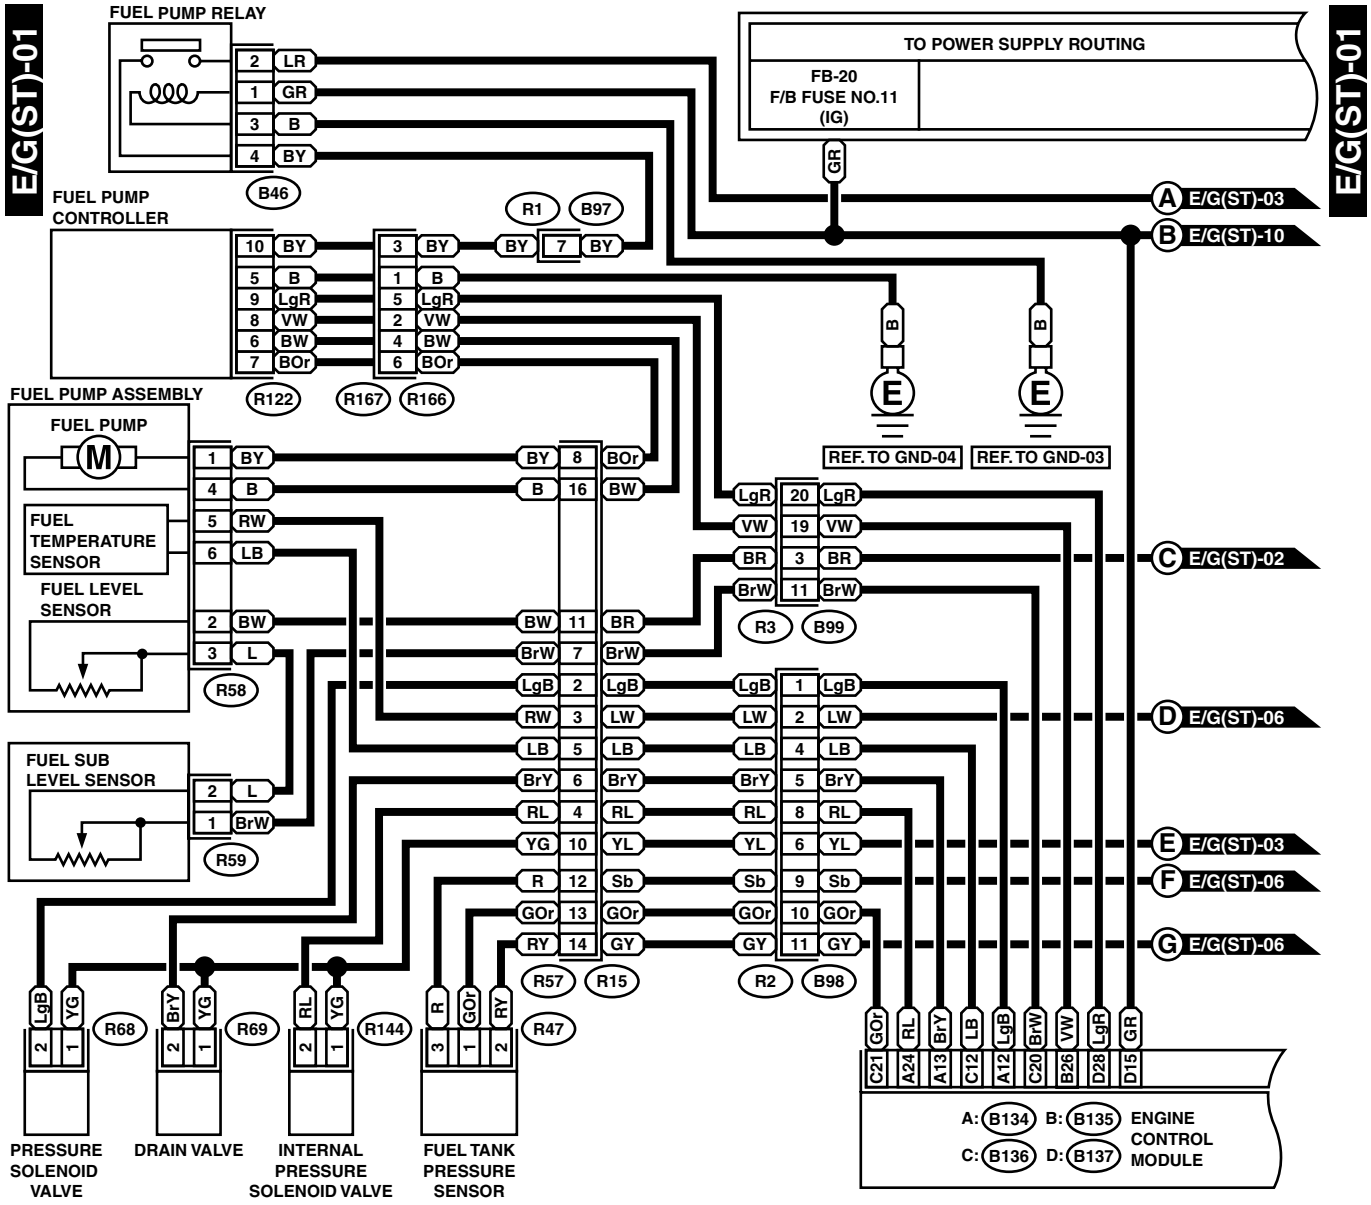 E/G(ST)-01
E/G(ST)-01
FUEL PUMP RELAY
2 LR
1 GR
3 B
4 BY
B46
TO POWER SUPPLY ROUTING
FB-20
F/B FUSE NO.11
(IG)
GR
A E/G(ST)-03
B E/G(ST)-10
FUEL PUMP
CONTROLLER
R1 B97
10 BY 3 BY BY 7 BY
5 B 1 B
9 LgR 5 LgR
8 VW 2 VW
6 BW 4 BW
7 BOr 6 BOr
R122 R167 R166
B B
E E
REF. TO GND-04 REF. TO GND-03
FUEL PUMP ASSEMBLY
FUEL PUMP
M
1 BY BY 8 BOr
4 B B 16 BW
FUEL
TEMPERATURE
SENSOR
5 RW
6 LB
LgR 20 LgR
VW 19 VW
BR 3 BR
BrW 11 BrW
R3 B99
C E/G(ST)-02
FUEL LEVEL
SENSOR
2 BW BW 11 BR
3 L BrW 7 BrW
R58
LgB 2 LgB LgB 1 LgB
RW 3 LW LW 2 LW
D E/G(ST)-06
LB 5 LB LB 4 LB
FUEL SUB
LEVEL SENSOR
2 L
1 BrW
R59
BrY 6 BrY BrY 5 BrY
RL 4 RL RL 8 RL
YG 10 YL YL 6 YL
E E/G(ST)-03
R 12 Sb Sb 9 Sb
F E/G(ST)-06
GOr 13 GOr GOr 10 GOr
RY 14 GY GY 11 GY
G E/G(ST)-06
R57 R15 R2 B98
LgB YG R68
2 1
BrY YG R69
2 1
RL YG R144
2 1
R GOr RY R47
3 1 2
GOr RL BrY LB LgB BrW VW LgR GR
C21 A24 A13 C12 A12 C20 B26 D28 D15
PRESSURE
SOLENOID
VALVE
DRAIN VALVE
INTERNAL
PRESSURE
SOLENOID VALVE
FUEL TANK
PRESSURE
SENSOR
A: B134 B: B135
C: B136 D: B137
ENGINE
CONTROL
MODULE